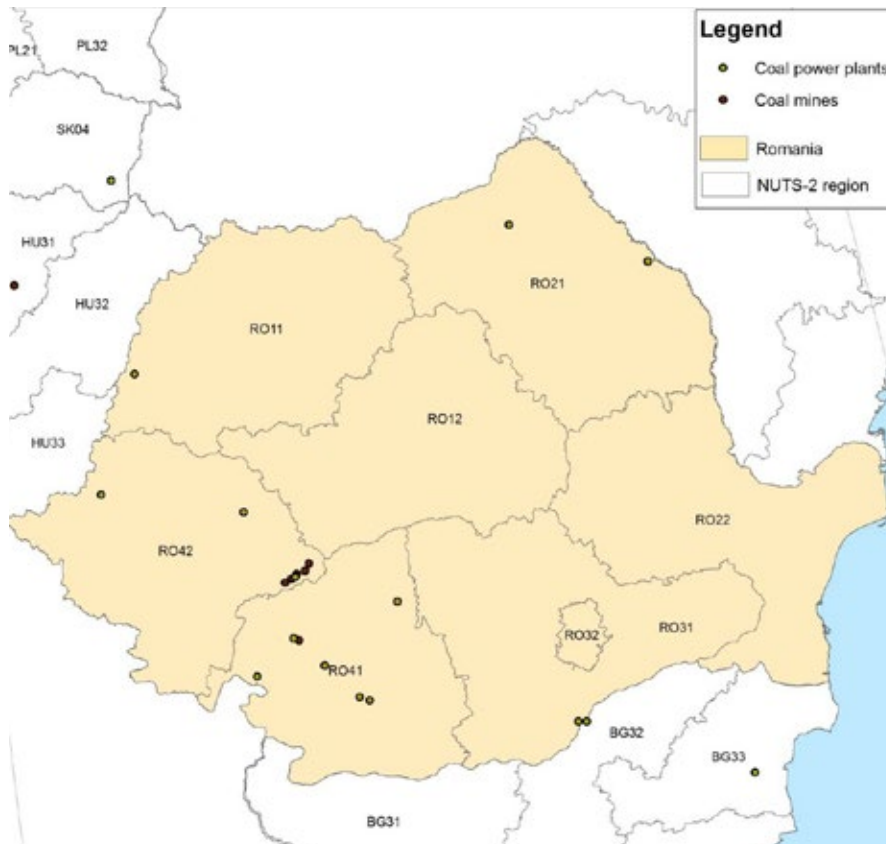 Legend
Coal power plants
Coal mines
Romania
NUTS-2 region
PL21
PL32
SK04
HU31
HU32
RO21
RO11
RO12
HU33
RO22
RO42
RO32
RO31
RO41
BG32
BG33
BG31